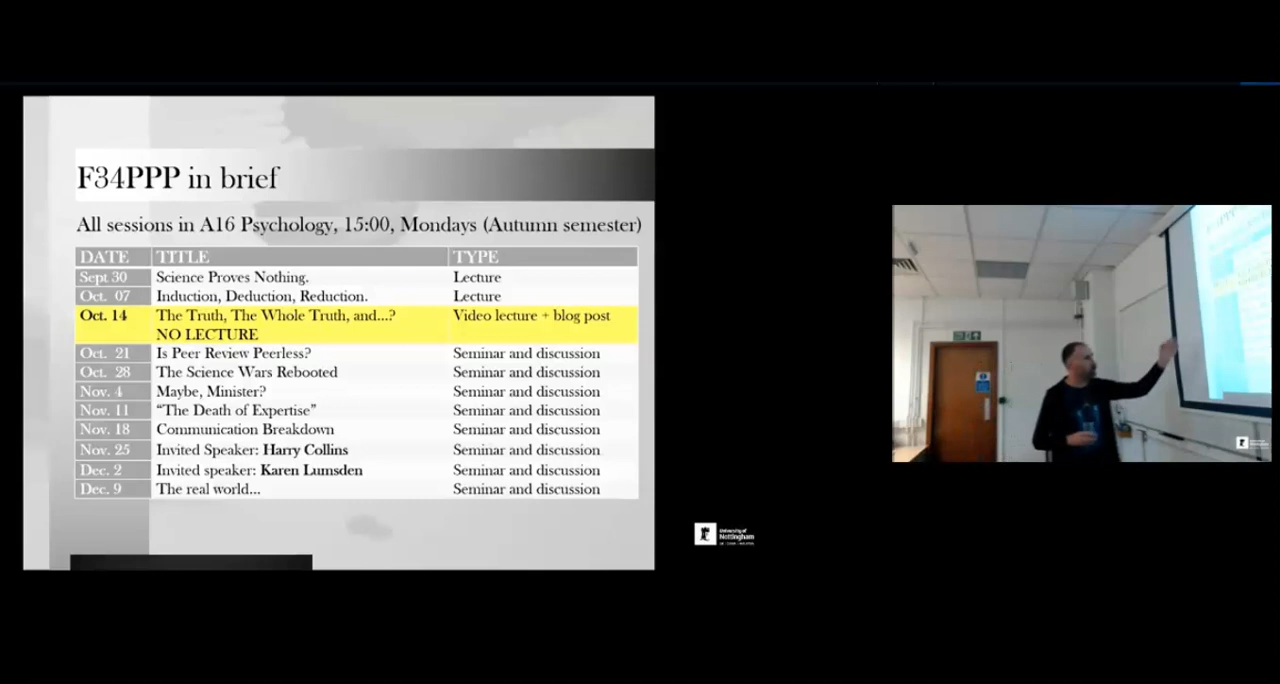 F34PPP in brief
All sessions in A16 Psychology, 15:00, Mondays (Autumn semester)
DATE TITLE TYPE
Sept 30 Science Proves Nothing. Lecture
Oct. 07 Induction, Deduction, Reduction. Lecture
Oct. 14 The Truth, The Whole Truth, and...? Video lecture + blog post
NO LECTURE
Oct. 21 Is Peer Review Peerless? Seminar and discussion
Oct. 28 The Science Wars Rebooted Seminar and discussion
Nov. 4 Maybe, Minister? Seminar and discussion
Nov. 11 “The Death of Expertise” Seminar and discussion
Nov. 18 Communication Breakdown Seminar and discussion
Nov. 25 Invited Speaker: Harry Collins Seminar and discussion
Dec. 2 Invited speaker: Karen Lumsden Seminar and discussion
Dec. 9 The real world... Seminar and discussion
University of
Nottingham